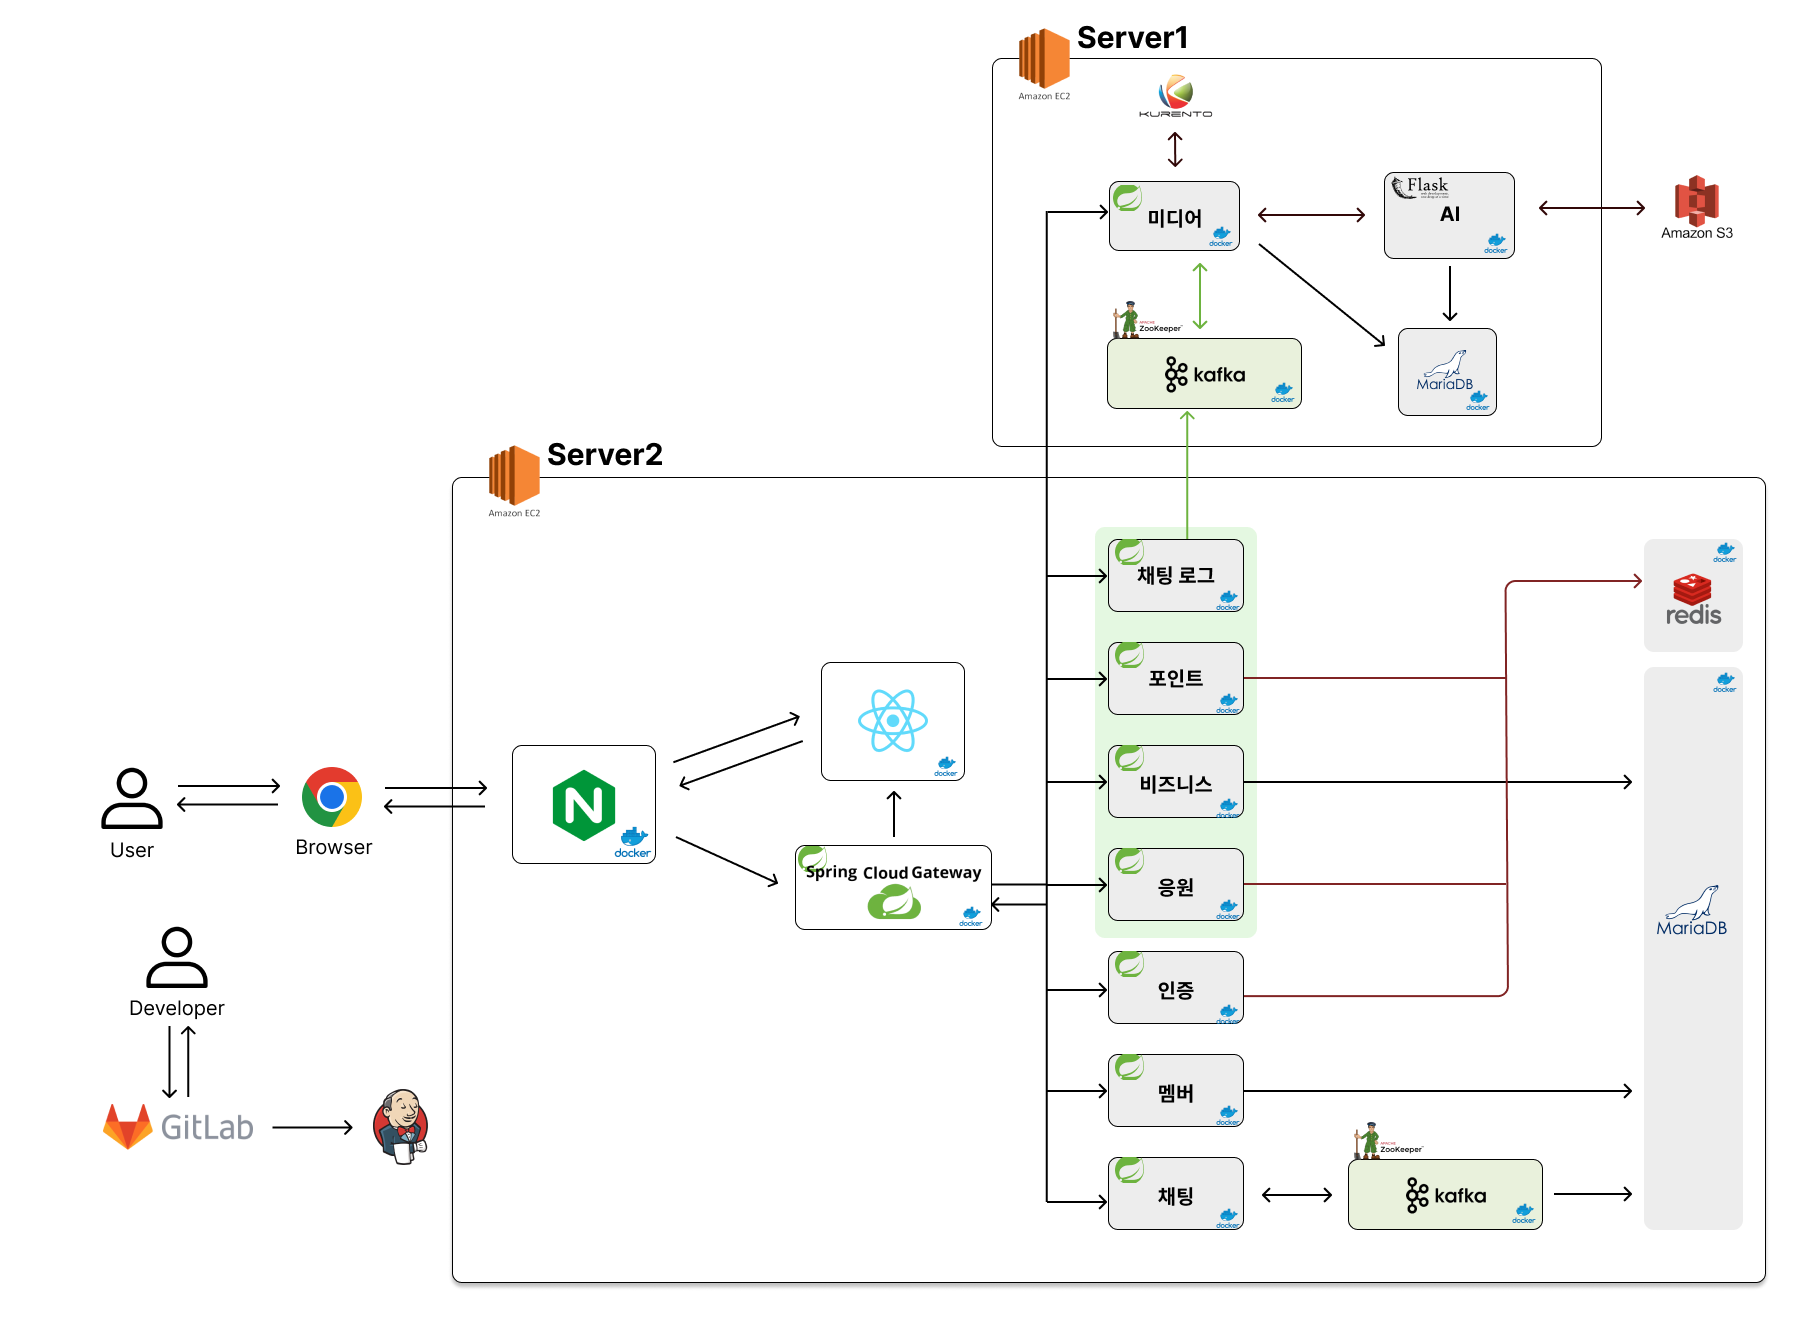 Server1
Amazon EC2
KURENTO
미디어
docker
Flask
AI
docker
Amazon S3
APACHE
ZooKeeper
kafka
docker
MariaDB
docker
Server2
Amazon EC2
채팅 로그
docker
docker
redis
포인트
docker
docker
docker
비즈니스
docker
User
Browser
docker
Spring Cloud Gateway
docker
응원
docker
MariaDB
Developer
인증
docker
GitLab
멤버
docker
APACHE
ZooKeeper
채팅
docker
kafka
docker